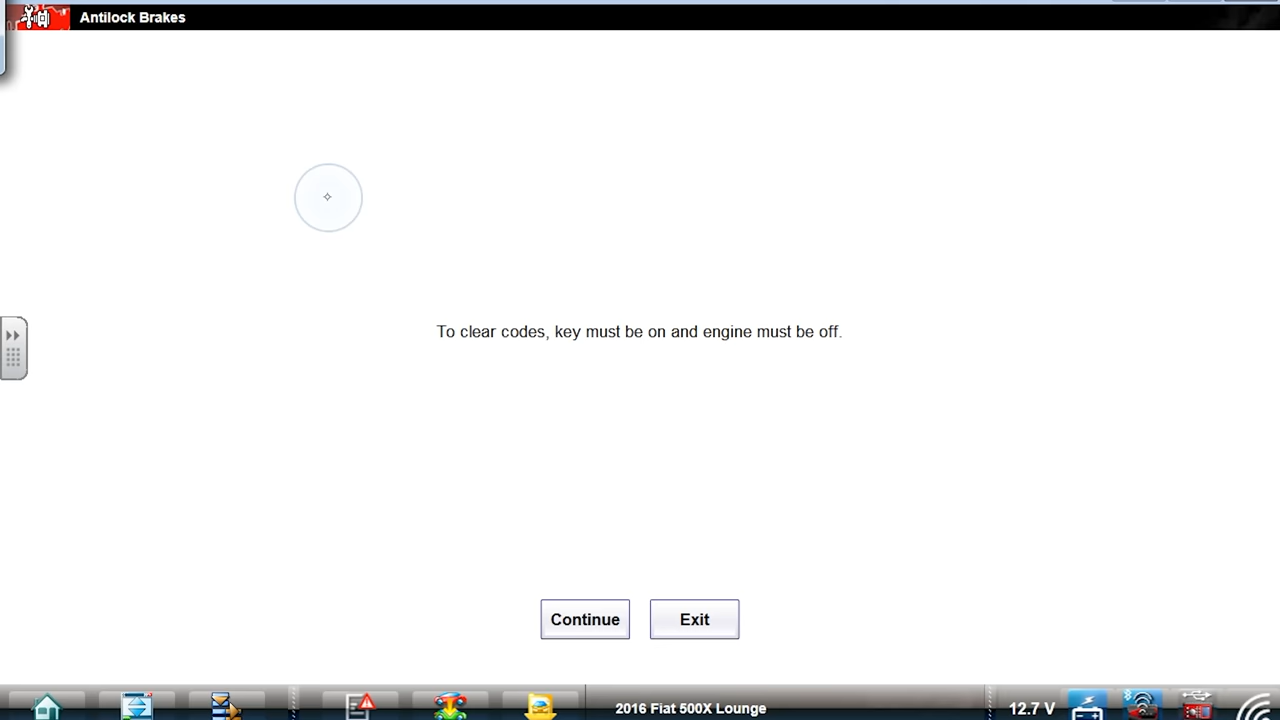 Antilock Brakes
To clear codes, key must be on and engine must be off.
Continue
Exit
2016 Fiat 500X Lounge
12.7 V